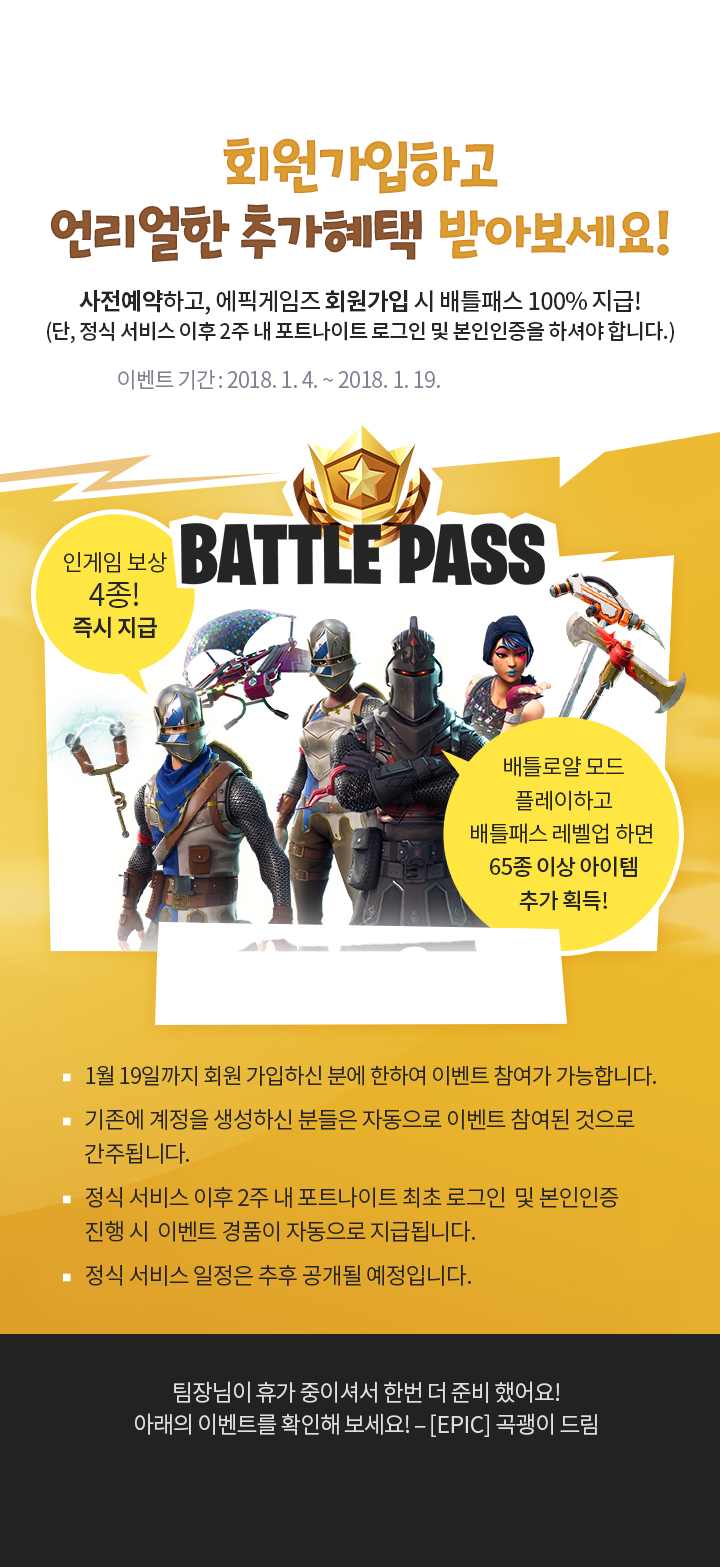 회원가입하고
언리얼한 추가혜택 받아보세요!
사전예약하고, 에픽게임즈 회원가입 시 배틀패스 100% 지급!
(단, 정식 서비스 이후 2주 내 포트나이트 로그인 및 본인인증을 하셔야 합니다.)
이벤트 기간 : 2018. 1. 4. ~ 2018. 1. 19.
BATTLE PASS
인게임 보상
4종!
즉시 지급
배틀로얄 모드
플레이하고
배틀패스 레벨업 하면
65종 이상 아이템
추가 획득!
1월 19일까지 회원 가입하신 분에 한하여 이벤트 참여가 가능합니다.
기존에 계정을 생성하신 분들은 자동으로 이벤트 참여된 것으로
간주됩니다.
정식 서비스 이후 2주 내 포트나이트 최초 로그인 및 본인인증
진행 시 이벤트 경품이 자동으로 지급됩니다.
정식 서비스 일정은 추후 공개될 예정입니다.
팀장님이 휴가 중이셔서 한번 더 준비 했어요!
아래의 이벤트를 확인해 보세요! – [EPIC] 곡괭이 드림